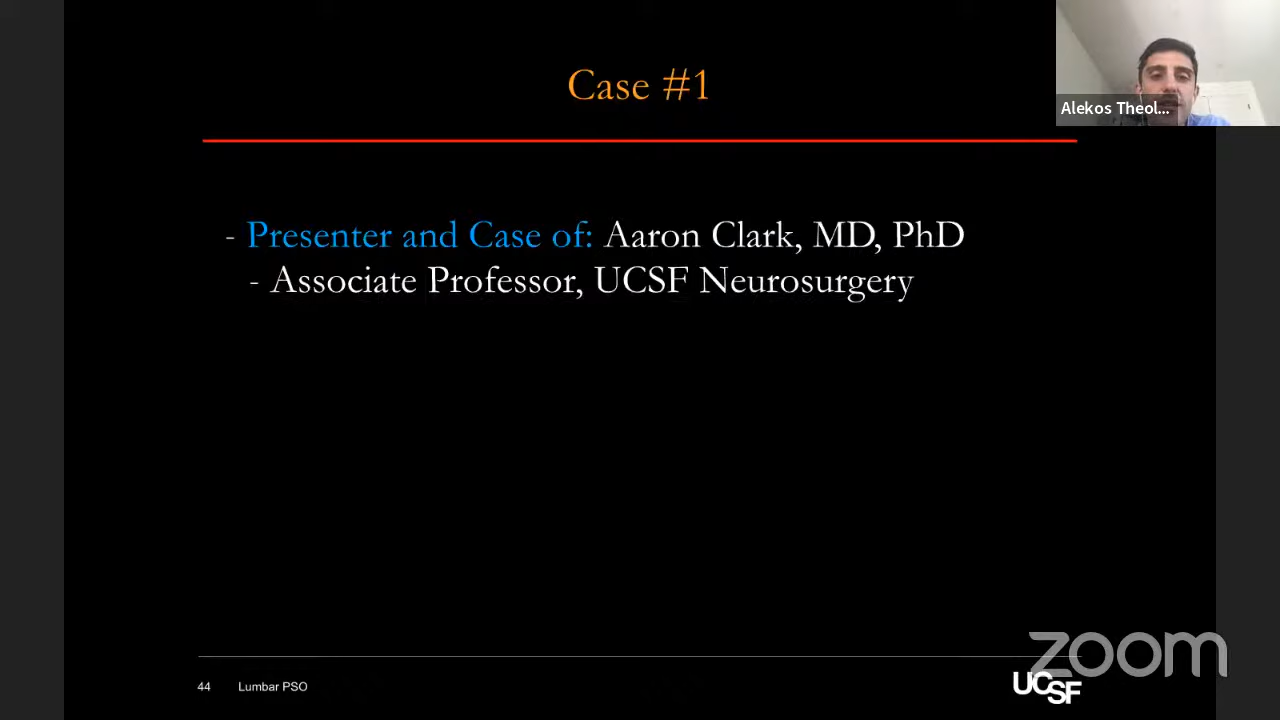 Case #1
Alekos Theol...
- Presenter and Case of: Aaron Clark, MD, PhD
- Associate Professor, UCSF Neurosurgery
zoom
44 Lumbar PSO
UCSF